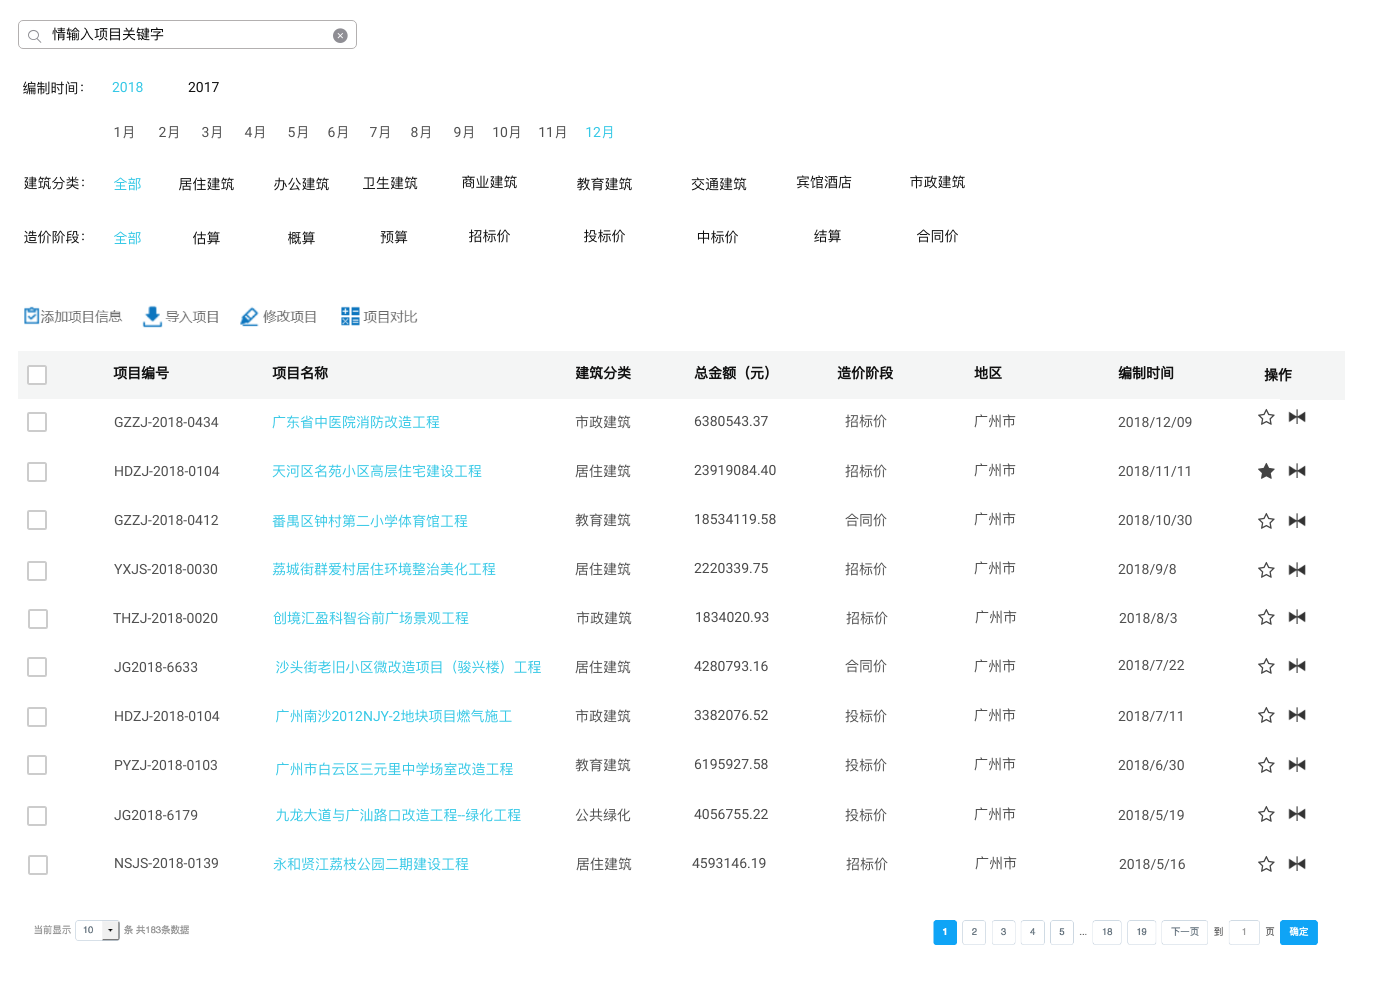 情输入项目关键字
编制时间： 2018 2017
1月 2月 3月 4月 5月 6月 7月 8月 9月 10月 11月 12月
建筑分类： 全部 居住建筑 办公建筑 卫生建筑 商业建筑 教育建筑 交通建筑 宾馆酒店 市政建筑
造价阶段： 全部 估算 概算 预算 招标价 投标价 中标价 结算 合同价
添加项目信息 导入项目 修改项目 项目对比
项目编号 项目名称 建筑分类 总金额（元） 造价阶段 地区 编制时间 操作
GZZJ-2018-0434 广东省中医院消防改造工程 市政建筑 6380543.37 招标价 广州市 2018/12/09
HDZJ-2018-0104 天河区名苑小区高层住宅建设工程 居住建筑 23919084.40 招标价 广州市 2018/11/11
GZZJ-2018-0412 番禺区钟村第二小学体育馆工程 教育建筑 18534119.58 合同价 广州市 2018/10/30
YXJS-2018-0030 荔城街群爱村居住环境整治美化工程 居住建筑 2220339.75 招标价 广州市 2018/9/8
THZJ-2018-0020 创境汇盈科智谷前广场景观工程 市政建筑 1834020.93 招标价 广州市 2018/8/3
JG2018-6633 沙头街老旧小区微改造项目（骏兴楼）工程 居住建筑 4280793.16 合同价 广州市 2018/7/22
HDZJ-2018-0104 广州南沙2012NJY-2地块项目燃气施工 市政建筑 3382076.52 投标价 广州市 2018/7/11
PYZJ-2018-0103 广州市白云区三元里中学场室改造工程 教育建筑 6195927.58 投标价 广州市 2018/6/30
JG2018-6179 九龙大道与广汕路口改造工程–绿化工程 公共绿化 4056755.22 投标价 广州市 2018/5/19
NSJS-2018-0139 永和贤江荔枝公园二期建设工程 居住建筑 4593146.19 招标价 广州市 2018/5/16
当前显示 10 条 共183条数据 1 2 3 4 5 ... 18 19 下一页 到 1 页 确定